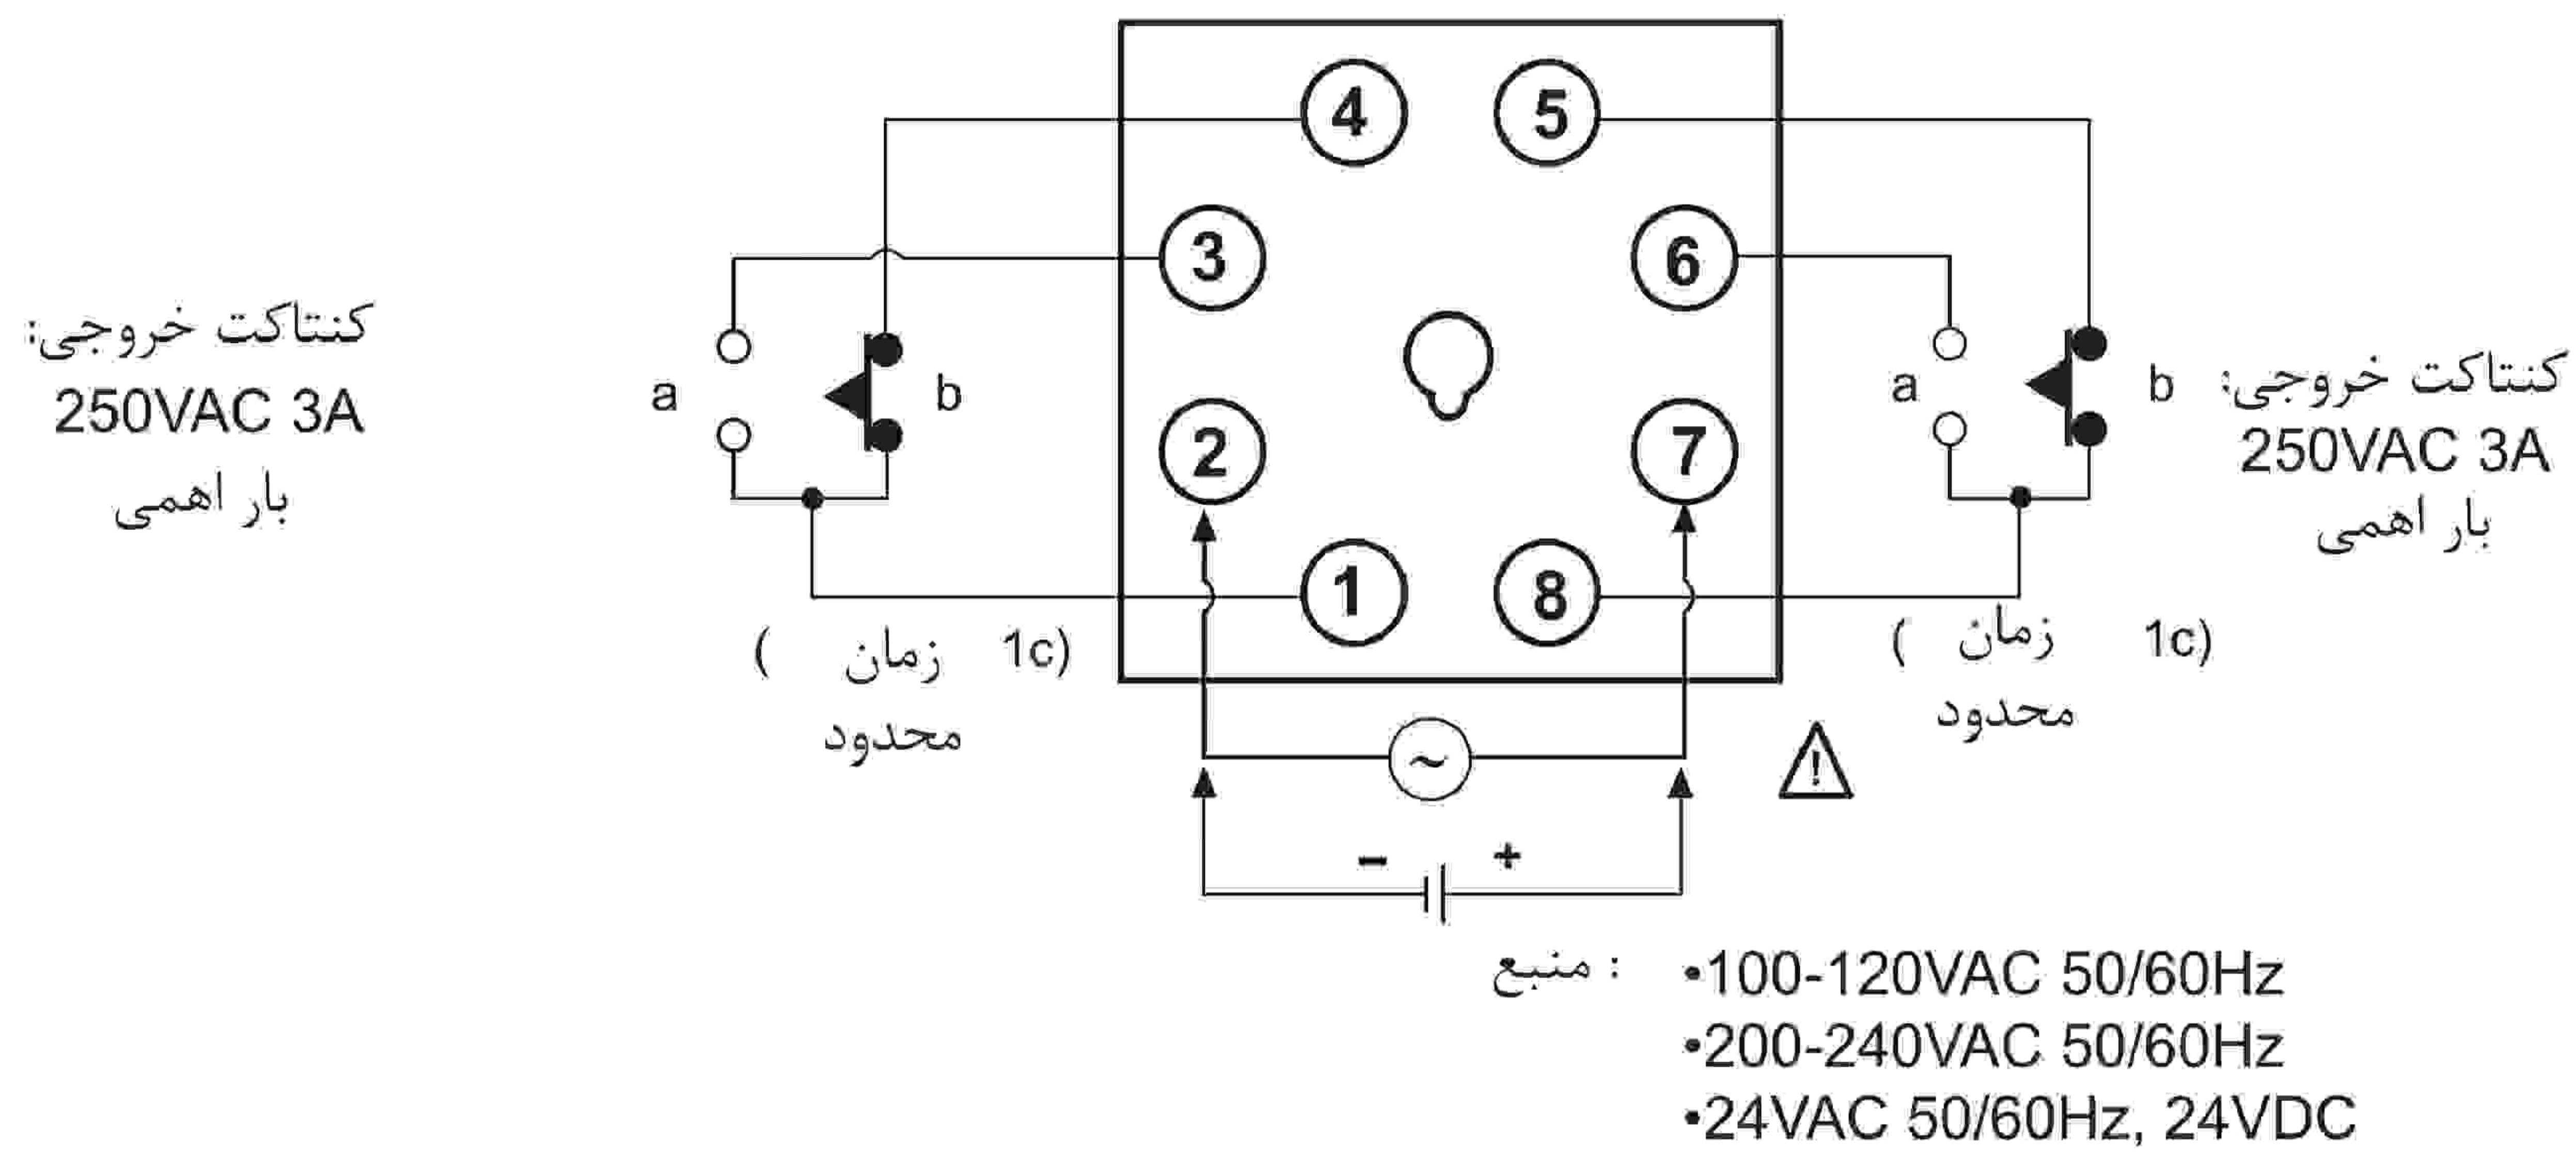 4
5
3
6
2
7
1
8
کنتاکت خروجی:
250VAC 3A
بار اهمی
a
b
a
b
کنتاکت خروجی:
250VAC 3A
بار اهمی
( زمان 1c)
محدود
( زمان 1c)
محدود
~
!
− +
منبع :
•100-120VAC 50/60Hz
•200-240VAC 50/60Hz
•24VAC 50/60Hz, 24VDC